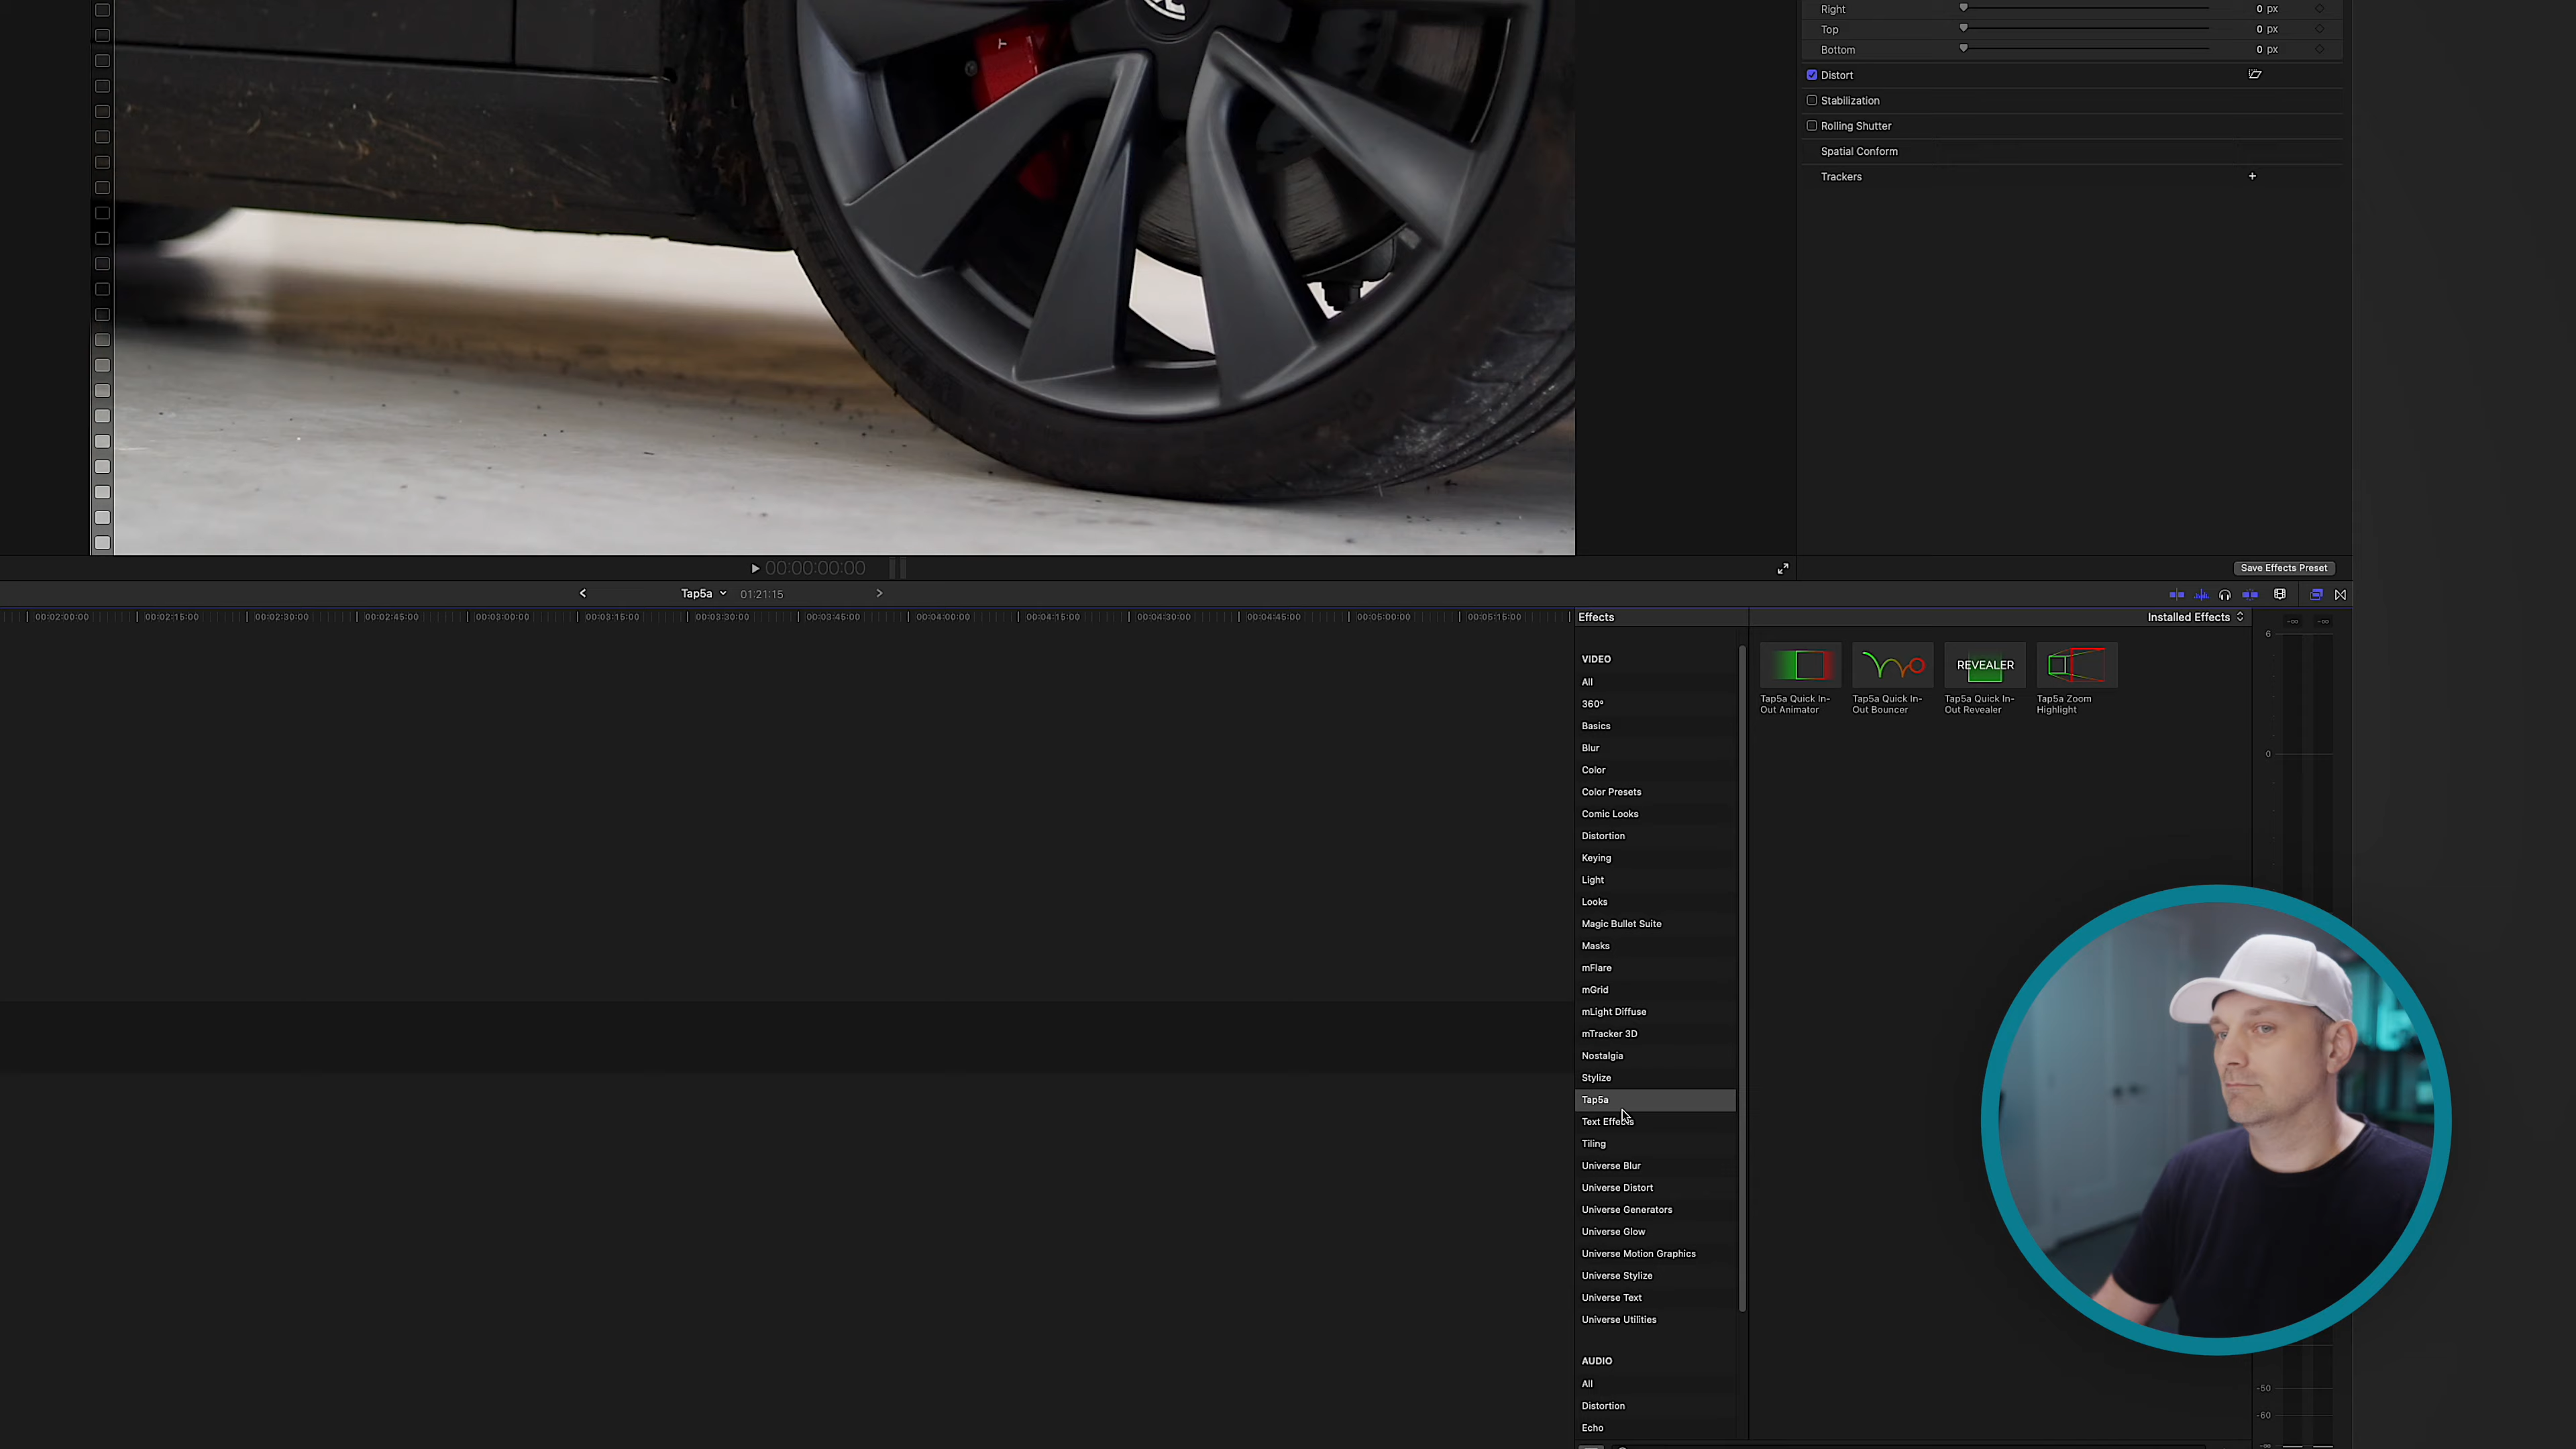 Right 0 px
Top 0 px
Bottom 0 px
Distort
Stabilization
Rolling Shutter
Spatial Conform
Trackers +
00:00:00:00
Save Effects Preset
Tap5a 01:21:15
00:02:00:00 00:02:15:00 00:02:30:00 00:02:45:00 00:03:00:00 00:03:15:00 00:03:30:00 00:03:45:00 00:04:00:00 00:04:15:00 00:04:30:00 00:04:45:00 00:05:00:00 00:05:15:00
Effects
Installed Effects
VIDEO
All
360°
Basics
Blur
Color
Color Presets
Comic Looks
Distortion
Keying
Light
Looks
Magic Bullet Suite
Masks
mFlare
mGrid
mLight Diffuse
mTracker 3D
Nostalgia
Stylize
Tap5a
Text Effects
Tiling
Universe Blur
Universe Distort
Universe Generators
Universe Glow
Universe Motion Graphics
Universe Stylize
Universe Text
Universe Utilities
AUDIO
All
Distortion
Echo
REVEALER
Tap5a Quick In-
Out Animator
Tap5a Quick In-
Out Bouncer
Tap5a Quick In-
Out Revealer
Tap5a Zoom
Highlight
-∞ -∞
6
0
-50
-60
-∞